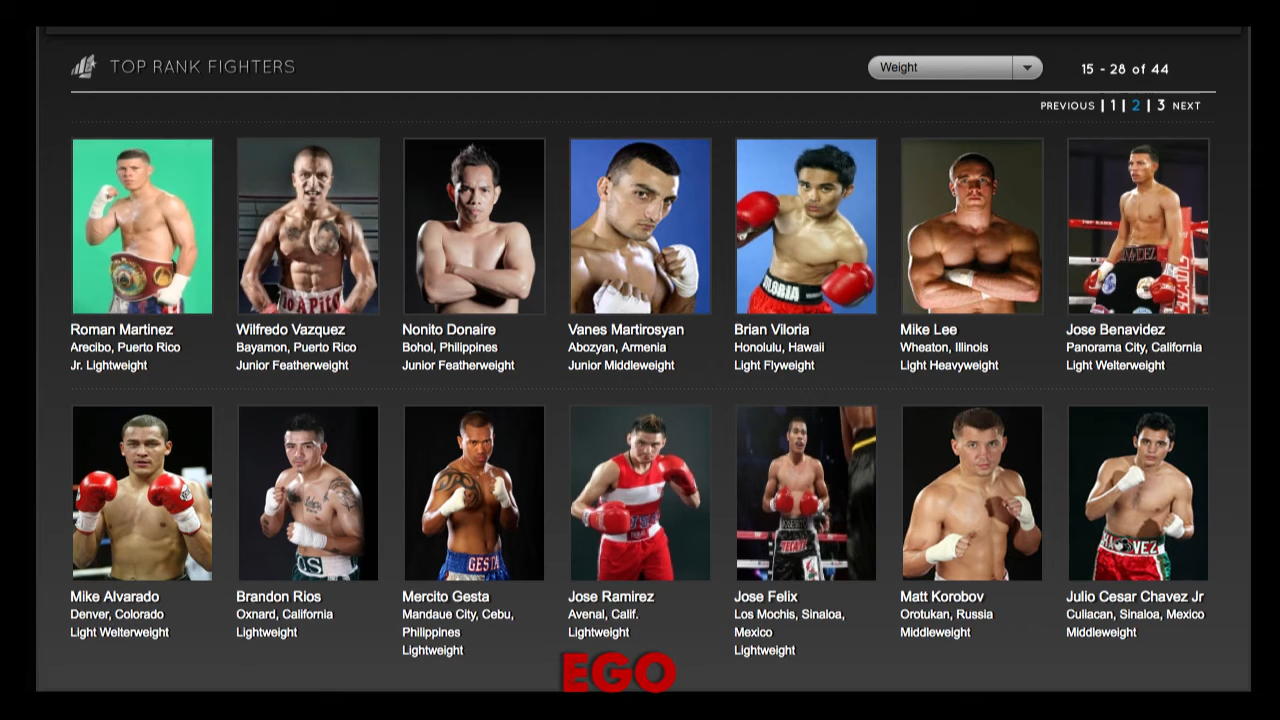 TOP RANK FIGHTERS
Weight
15 - 28 of 44
PREVIOUS | 1 | 2 | 3 NEXT
Roman Martinez
Arecibo, Puerto Rico
Jr. Lightweight
Wilfredo Vazquez
Bayamon, Puerto Rico
Junior Featherweight
Nonito Donaire
Bohol, Philippines
Junior Featherweight
Vanes Martirosyan
Abozyan, Armenia
Junior Middleweight
Brian Viloria
Honolulu, Hawaii
Light Flyweight
Mike Lee
Wheaton, Illinois
Light Heavyweight
Jose Benavidez
Panorama City, California
Light Welterweight
Mike Alvarado
Denver, Colorado
Light Welterweight
Brandon Rios
Oxnard, California
Lightweight
GESTA
Mercito Gesta
Mandaue City, Cebu,
Philippines
Lightweight
Jose Ramirez
Avenal, Calif.
Lightweight
Jose Felix
Los Mochis, Sinaloa,
Mexico
Lightweight
Matt Korobov
Orotukan, Russia
Middleweight
Julio Cesar Chavez Jr
Culiacan, Sinaloa, Mexico
Middleweight
EGO